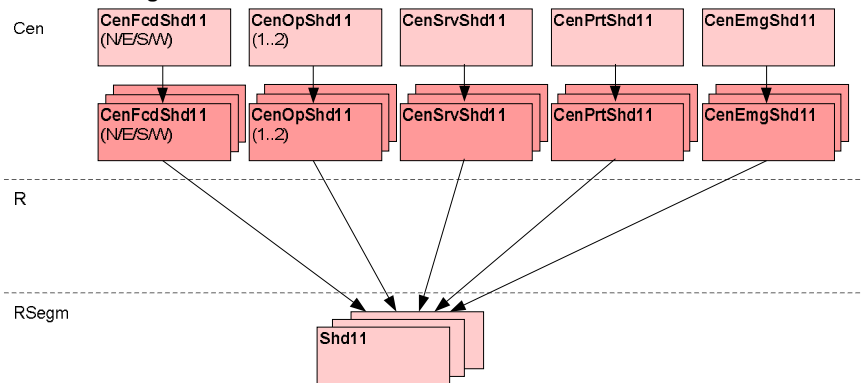 Cen
CenFcdShd11
(N/E/S/W)
CenOpShd11
(1..2)
CenSrvShd11
CenPrtShd11
CenEmgShd11
CenFcdShd11
(N/E/S/W)
CenOpShd11
(1..2)
CenSrvShd11
CenPrtShd11
CenEmgShd11
R
RSegm
Shd11